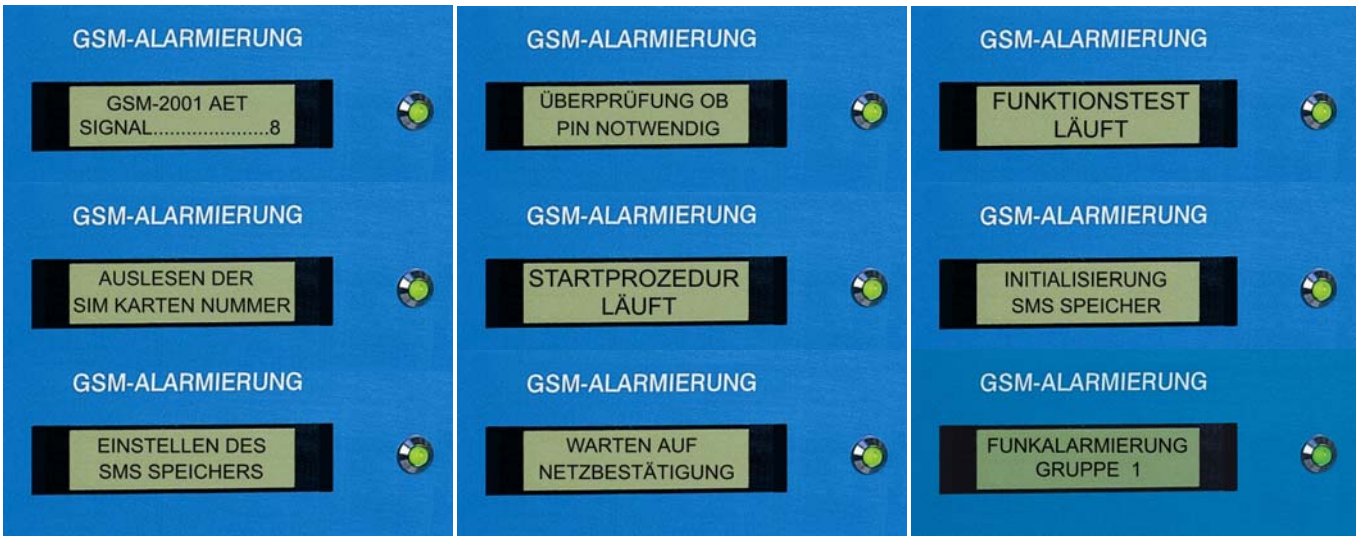 GSM-ALARMIERUNG
GSM-2001 AET
SIGNAL.....................8
GSM-ALARMIERUNG
ÜBERPRÜFUNG OB
PIN NOTWENDIG
GSM-ALARMIERUNG
FUNKTIONSTEST
LÄUFT
GSM-ALARMIERUNG
AUSLESEN DER
SIM KARTEN NUMMER
GSM-ALARMIERUNG
STARTPROZEDUR
LÄUFT
GSM-ALARMIERUNG
INITIALISIERUNG
SMS SPEICHER
GSM-ALARMIERUNG
EINSTELLEN DES
SMS SPEICHERS
GSM-ALARMIERUNG
WARTEN AUF
NETZBESTÄTIGUNG
GSM-ALARMIERUNG
FUNKALARMIERUNG
GRUPPE 1